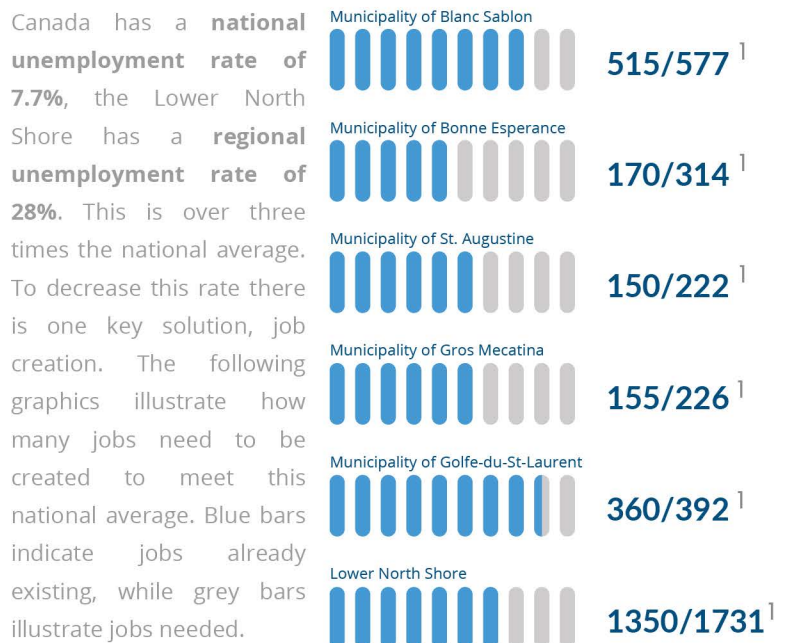 Canada has a national
unemployment rate of
7.7%, the Lower North
Shore has a regional
unemployment rate of
28%. This is over three
times the national average.
To decrease this rate there
is one key solution, job
creation. The following
graphics illustrate how
many jobs need to be
created to meet this
national average. Blue bars
indicate jobs already
existing, while grey bars
illustrate jobs needed.
Municipality of Blanc Sablon
515/577 1
Municipality of Bonne Esperance
170/314 1
Municipality of St. Augustine
150/222 1
Municipality of Gros Mecatina
155/226 1
Municipality of Golfe-du-St-Laurent
360/392 1
Lower North Shore
1350/1731 1